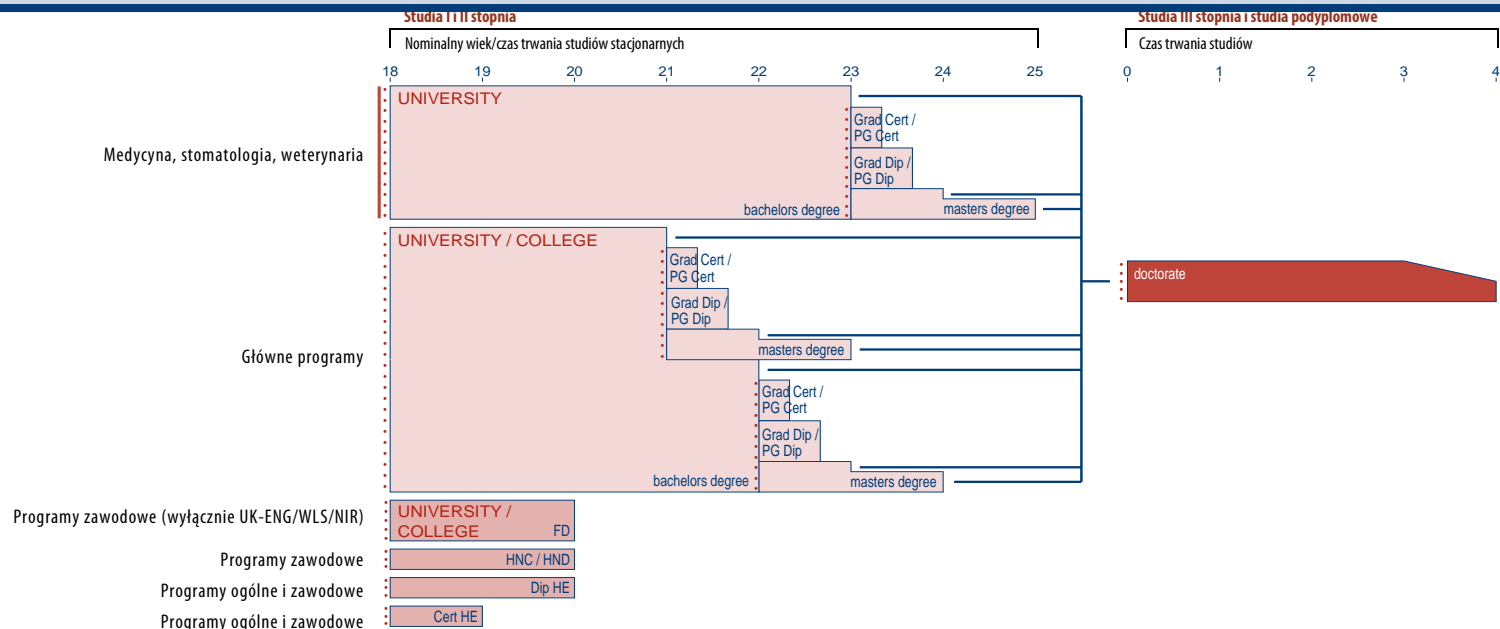 Studia I i II stopnia
Studia III stopnia i studia podyplomowe
Nominalny wiek/czas trwania studiów stacjonarnych
Czas trwania studiów
18 19 20 21 22 23 24 25
0 1 2 3 4
Medycyna, stomatologia, weterynaria
UNIVERSITY
Grad Cert /
PG Cert
Grad Dip /
PG Dip
bachelors degree
masters degree
Główne programy
UNIVERSITY / COLLEGE
Grad Cert /
PG Cert
Grad Dip /
PG Dip
masters degree
Grad Cert /
PG Cert
Grad Dip /
PG Dip
bachelors degree
masters degree
doctorate
Programy zawodowe (wyłącznie UK-ENG/WLS/NIR)
UNIVERSITY /
COLLEGE
FD
Programy zawodowe
HNC / HND
Programy ogólne i zawodowe
Dip HE
Programy ogólne i zawodowe
Cert HE